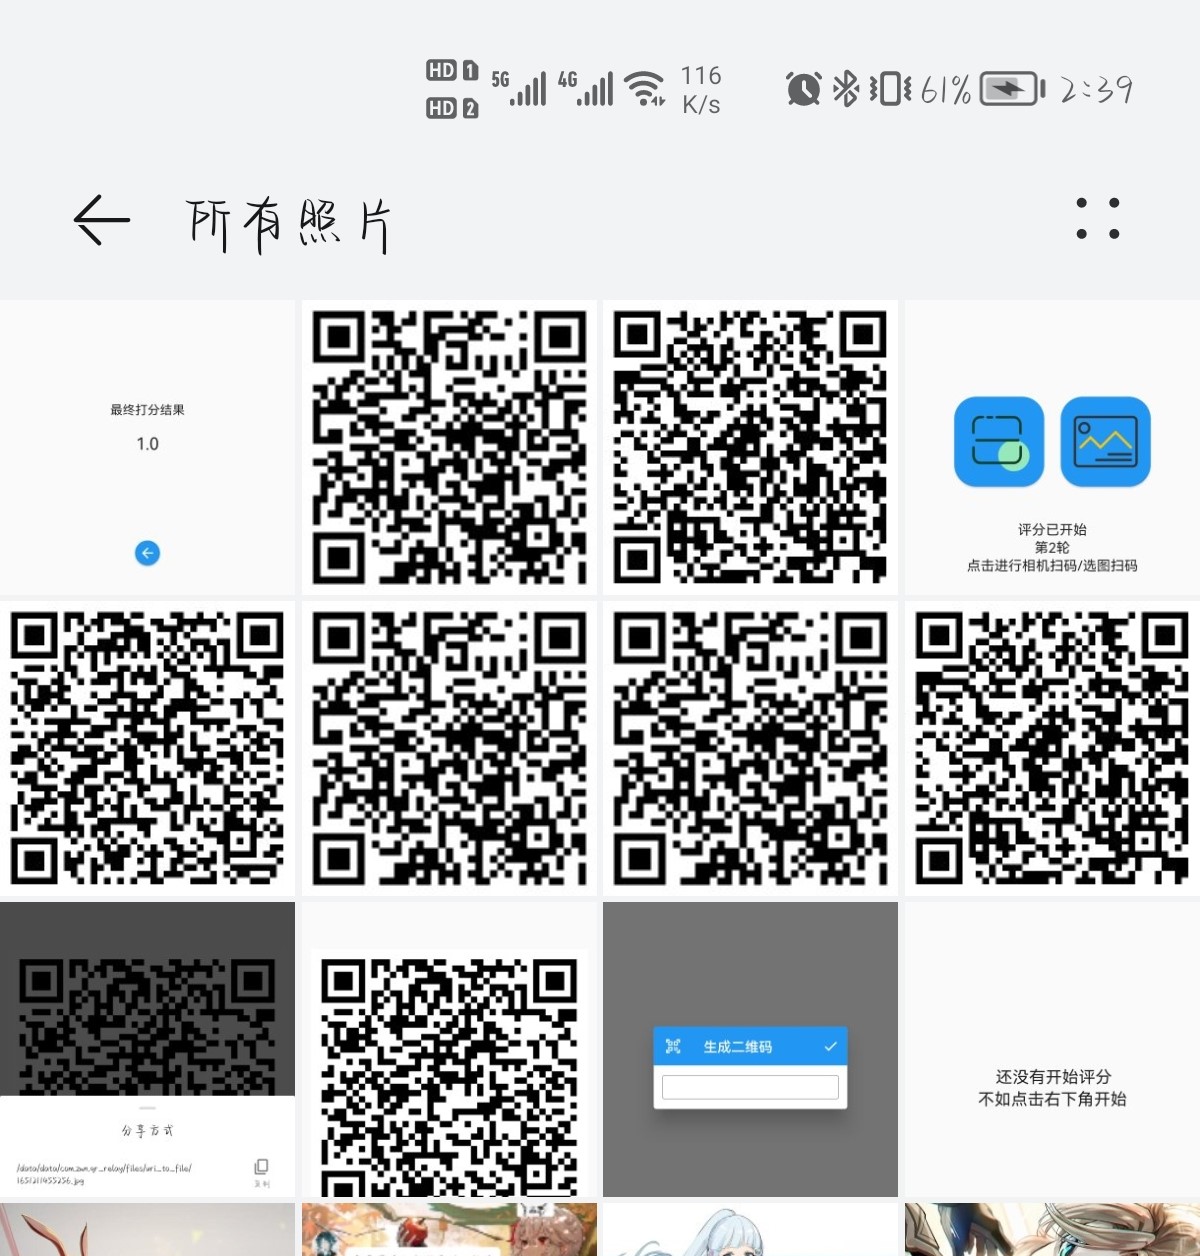 HD 1 5G 4G 116 61% 2:39
HD 2 K/s
所有照片
最终打分结果
1.0
评分已开始
第2轮
点击进行相机扫码/选图扫码
分享方式
/data/data/com.zwn.qr_relay/files/uri_to_file/
1651211455256.jpg
复制
生成二维码
还没有开始评分
不如点击右下角开始